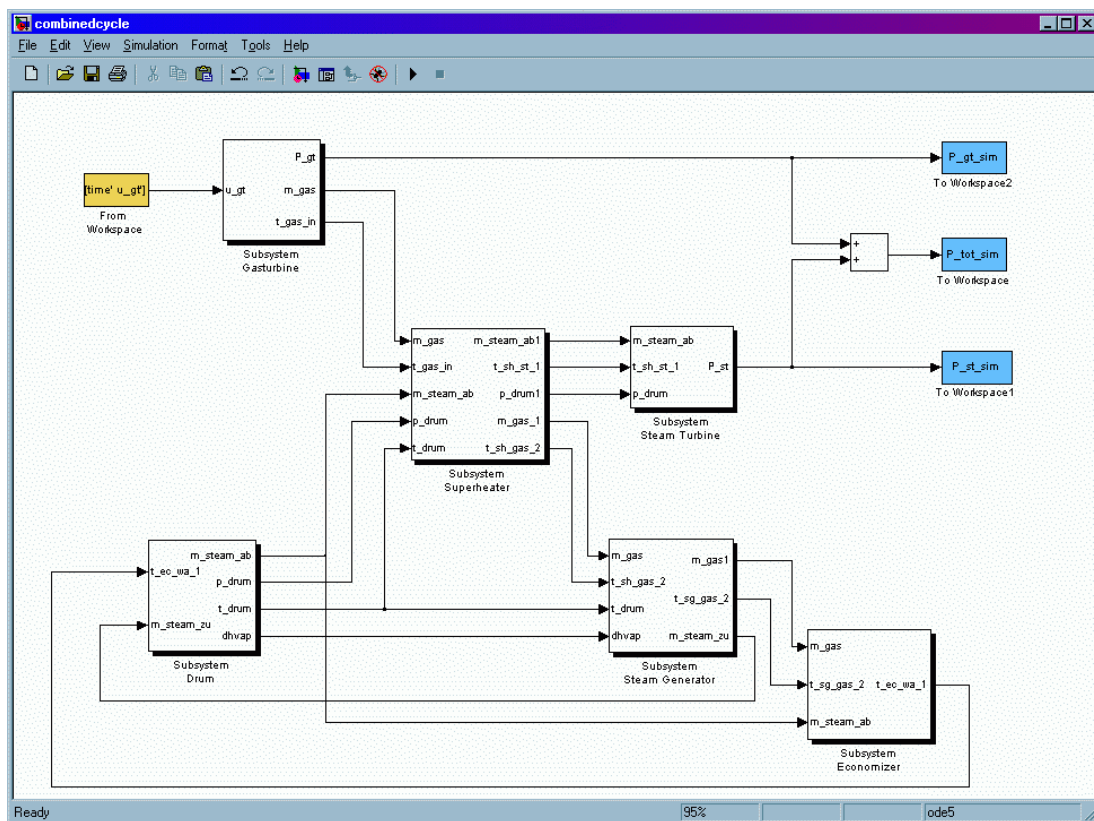 combinedcycle
File Edit View Simulation Format Tools Help
P_gt
u_gt
m_gas
t_gas_in
Subsystem
Gasturbine
[time' u_gt']
From
Workspace
P_gt_sim
To Workspace2
+
+
P_tot_sim
To Workspace
P_st_sim
To Workspace1
m_gas
t_gas_in
m_steam_ab
p_drum
t_drum
m_steam_ab1
t_sh_st_1
p_drum1
m_gas_1
t_sh_gas_2
Subsystem
Superheater
m_steam_ab
t_sh_st_1
p_drum
P_st
Subsystem
Steam Turbine
t_ec_wa_1
m_steam_zu
m_steam_ab
p_drum
t_drum
dhvap
Subsystem
Drum
m_gas
t_sh_gas_2
t_drum
dhvap
m_gas1
t_sg_gas_2
m_steam_zu
Subsystem
Steam Generator
m_gas
t_sg_gas_2
m_steam_ab
t_ec_wa_1
Subsystem
Economizer
Ready 95% ode5